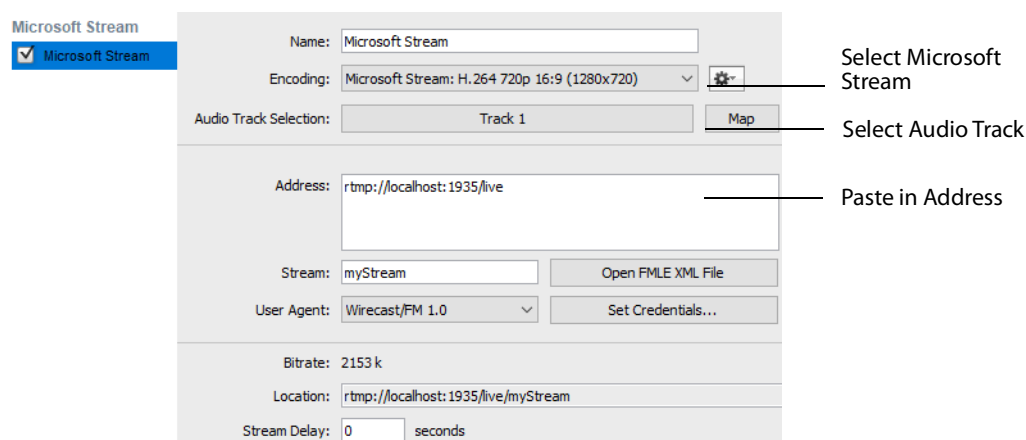 Microsoft Stream
Microsoft Stream
Name: Microsoft Stream
Encoding: Microsoft Stream: H.264 720p 16:9 (1280x720)
Select Microsoft
Stream
Audio Track Selection: Track 1 Map
Select Audio Track
Address: rtmp://localhost:1935/live
Paste in Address
Stream: myStream Open FMLE XML File
User Agent: Wirecast/FM 1.0 Set Credentials...
Bitrate: 2153 k
Location: rtmp://localhost:1935/live/myStream
Stream Delay: 0 seconds